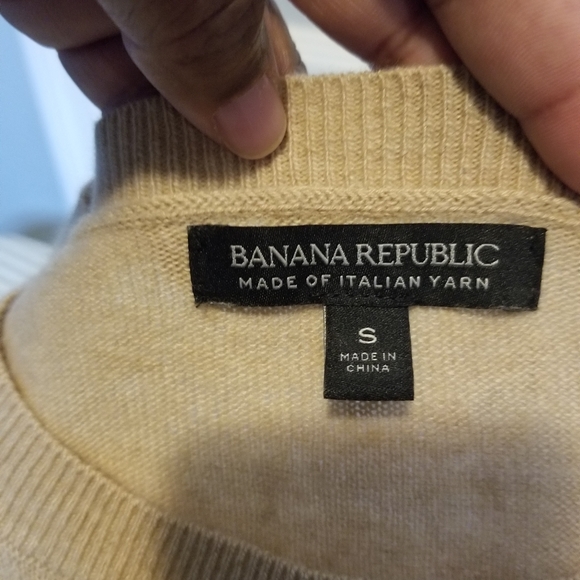 BANANA REPUBLIC
MADE OF ITALIAN YARN
S
MADE IN
CHINA